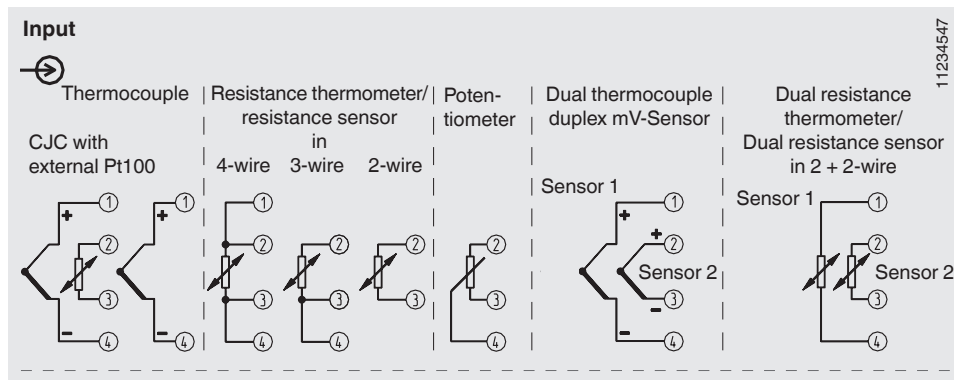 Input
11234547
Thermocouple
CJC with
external Pt100
Resistance thermometer/
resistance sensor
in
4-wire 3-wire 2-wire
Poten-
tiometer
Dual thermocouple
duplex mV-Sensor
Dual resistance
thermometer/
Dual resistance sensor
in 2 + 2-wire
1 + 2 3 4 -
1 + 4 -
1 2 3 4
2 3 4
2 3
2 3 4
Sensor 1
1 + 2 + Sensor 2 3 - 4 -
Sensor 1
1 2 Sensor 2 3 4